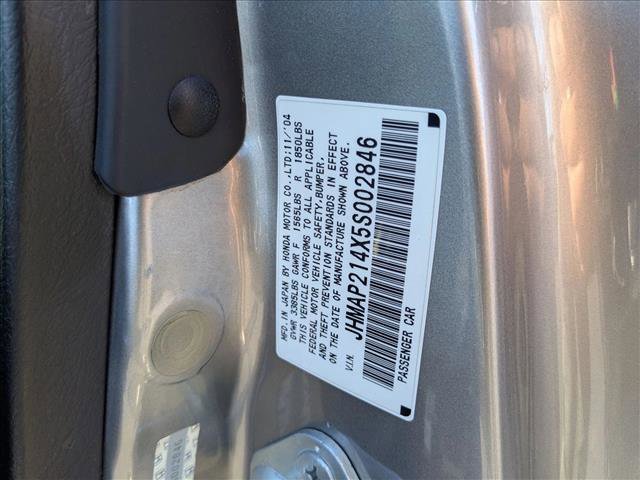 MFD. IN JAPAN BY HONDA MOTOR CO.,LTD:11/'04
GVWR 3385LBS GAWR F 1565LBS R 1850LBS
THIS VEHICLE CONFORMS TO ALL APPLICABLE
FEDERAL MOTOR VEHICLE SAFETY,BUMPER,
AND THEFT PREVENTION STANDARDS IN EFFECT
ON THE DATE OF MANUFACTURE SHOWN ABOVE.
V.I.N. JHMAP214X5S002846
PASSENGER CAR
S002846